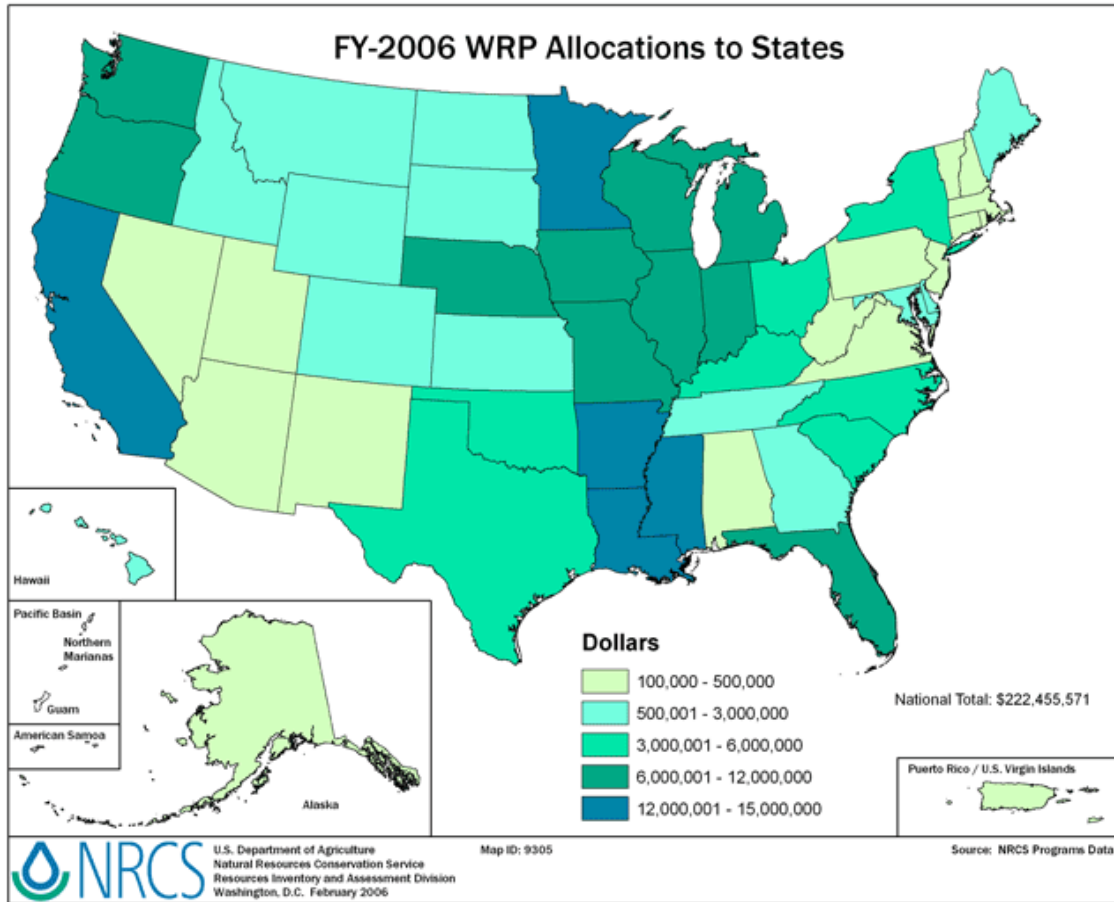 FY-2006 WRP Allocations to States
Hawaii
Pacific Basin
Northern
Marianas
Guam
American Samoa
Alaska
Dollars
100,000 - 500,000
500,001 - 3,000,000
3,000,001 - 6,000,000
6,000,001 - 12,000,000
12,000,001 - 15,000,000
National Total: $222,455,571
Puerto Rico / U.S. Virgin Islands
NRCS
U.S. Department of Agriculture
Natural Resources Conservation Service
Resources Inventory and Assessment Division
Washington, D.C. February 2006
Map ID: 9305
Source: NRCS Programs Data